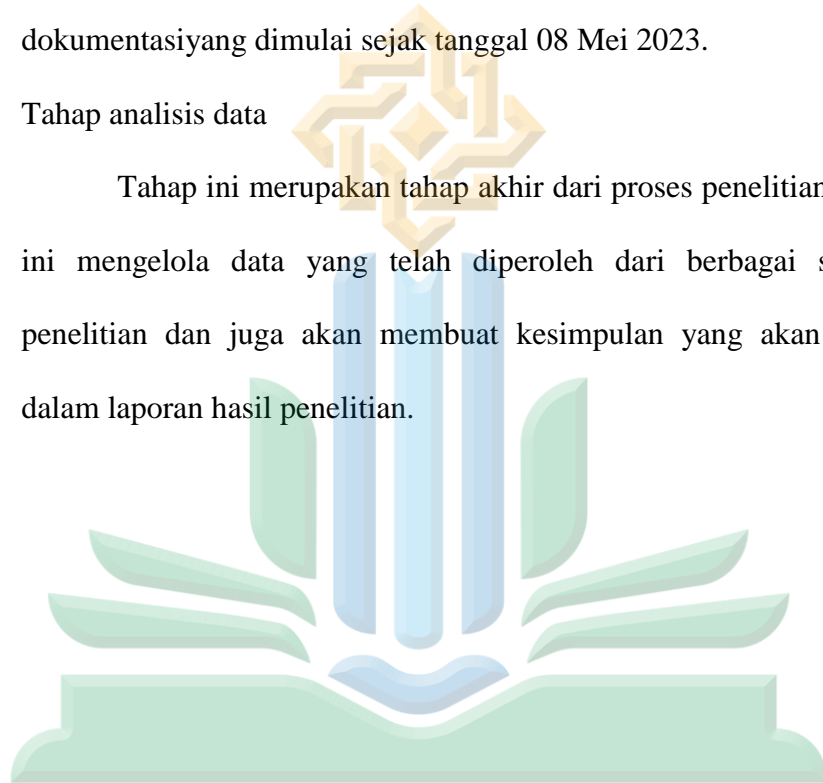 dokumentasiyang dimulai sejak tanggal 08 Mei 2023.
Tahap analisis data
Tahap ini merupakan tahap akhir dari proses penelitian
ini mengelola data yang telah diperoleh dari berbagai s
penelitian dan juga akan membuat kesimpulan yang akan
dalam laporan hasil penelitian.